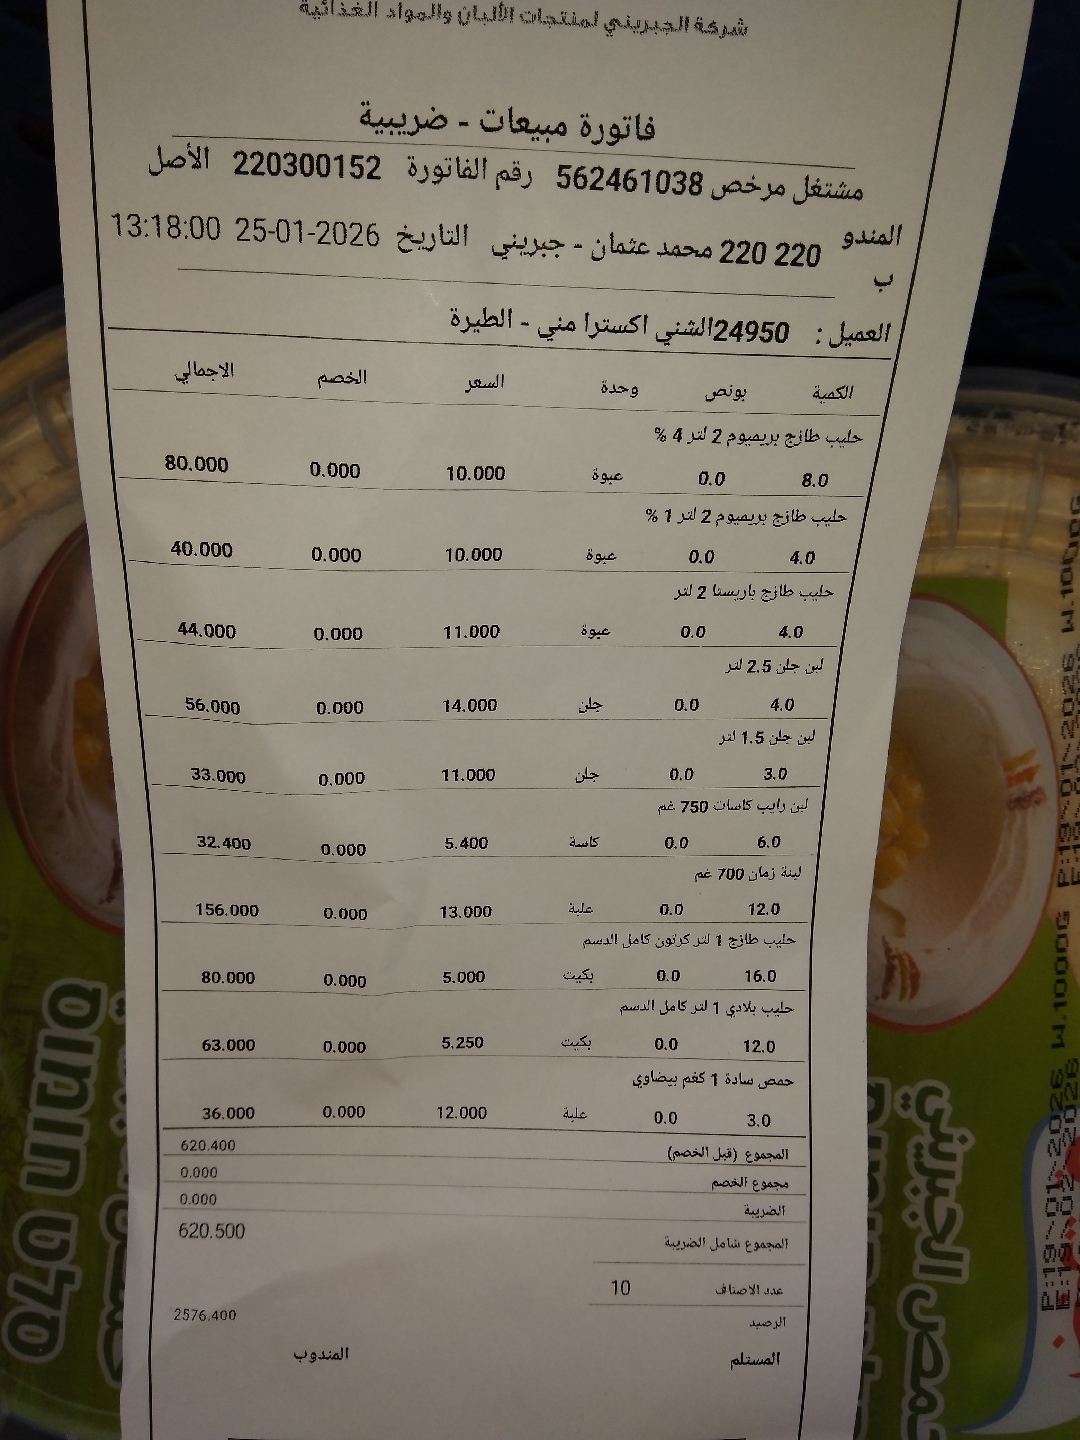 شركة الجبريني لمنتجات الألبان والمواد الغذائية
فاتورة مبيعات - ضريبية
مشتغل مرخص 562461038 رقم الفاتورة 220300152 الأصل
المندوب 220 220 محمد عثمان - جبريني التاريخ 25-01-2026 13:18:00
العميل : 24950الشني اكسترا مني - الطيرة
الكمية بونص وحدة السعر الخصم الاجمالي
حليب طازج بريميوم 2 لتر 4 %
8.0 0.0 عبوة 10.000 0.000 80.000
حليب طازج بريميوم 2 لتر 1 %
4.0 0.0 عبوة 10.000 0.000 40.000
حليب طازج باريستا 2 لتر
4.0 0.0 عبوة 11.000 0.000 44.000
لبن جلن 2.5 لتر
4.0 0.0 جلن 14.000 0.000 56.000
لبن جلن 1.5 لتر
3.0 0.0 جلن 11.000 0.000 33.000
لبن رايب كاسات 750 غم
6.0 0.0 كاسة 5.400 0.000 32.400
لبنة زمان 700 غم
12.0 0.0 علبة 13.000 0.000 156.000
حليب طازج 1 لتر كرتون كامل الدسم
16.0 0.0 بكيت 5.000 0.000 80.000
حليب بلادي 1 لتر كامل الدسم
12.0 0.0 بكيت 5.250 0.000 63.000
حمص سادة 1 كغم بيضاوي
3.0 0.0 علبة 12.000 0.000 36.000
المجموع (قبل الخصم) 620.400
مجموع الخصم 0.000
الضريبة 0.000
المجموع شامل الضريبة 620.500
عدد الاصناف 10
الرصيد 2576.400
المستلم المندوب
حمص الجبريني
P:19-01-2026 W.1000G